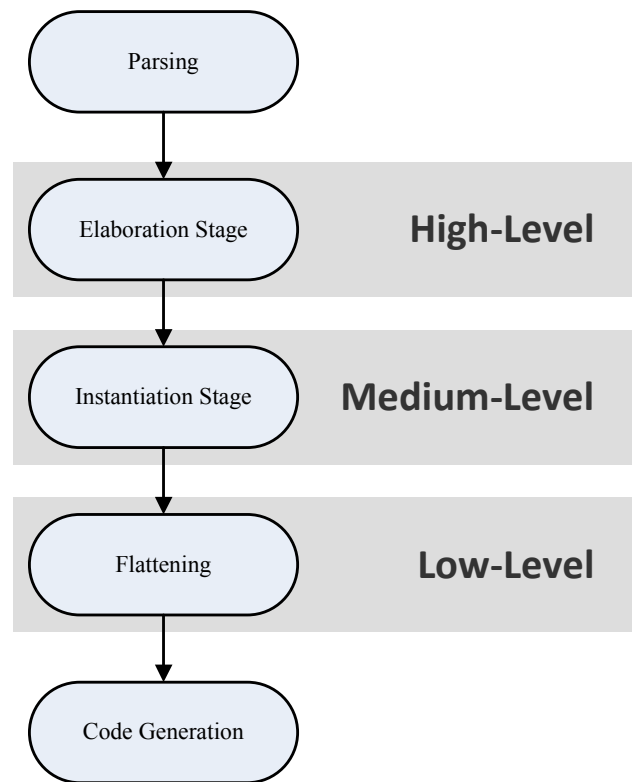 Parsing
Elaboration Stage
High-Level
Instantiation Stage
Medium-Level
Flattening
Low-Level
Code Generation